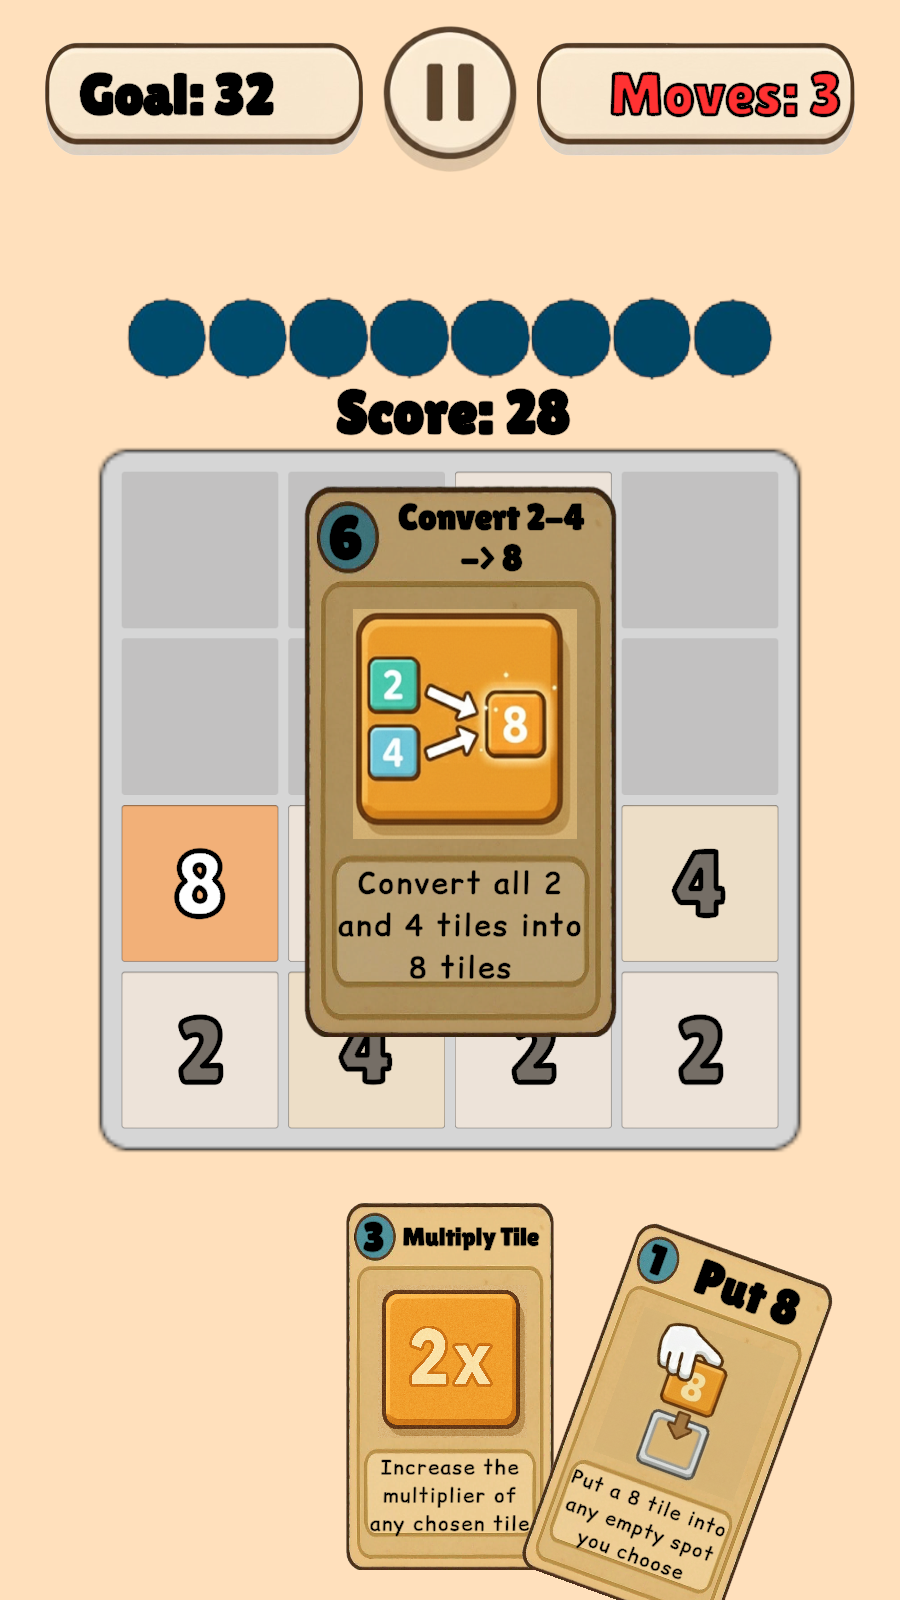 Goal: 32
Moves: 3
Score: 28
6
Convert 2-4
-> 8
2
4
8
Convert all 2
and 4 tiles into
8 tiles
8
4
2
4
2
2
3
Multiply Tile
2x
Increase the
multiplier of
any chosen tile
1
Put 8
8
Put a 8 tile into
any empty spot
you choose